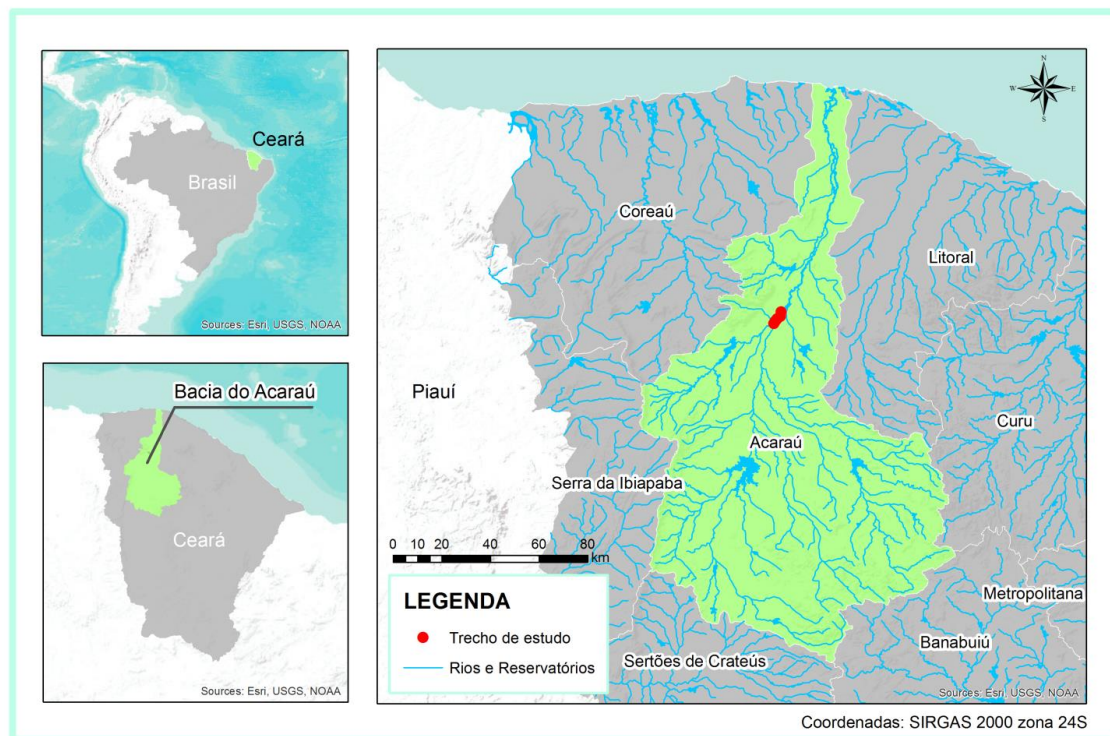 Ceará
Brasil
Sources: Esri, USGS, NOAA
Bacia do Acaraú
Ceará
Sources: Esri, USGS, NOAA
N
W
E
S
Coreaú
Litoral
Piauí
Curu
Acaraú
Serra da Ibiapaba
0 10 20 40 60 80
km
Metropolitana
Banabuiú
Sertões de Crateús
LEGENDA
Trecho de estudo
Rios e Reservatórios
Sources: Esri, USGS, NOAA
Coordenadas: SIRGAS 2000 zona 24S